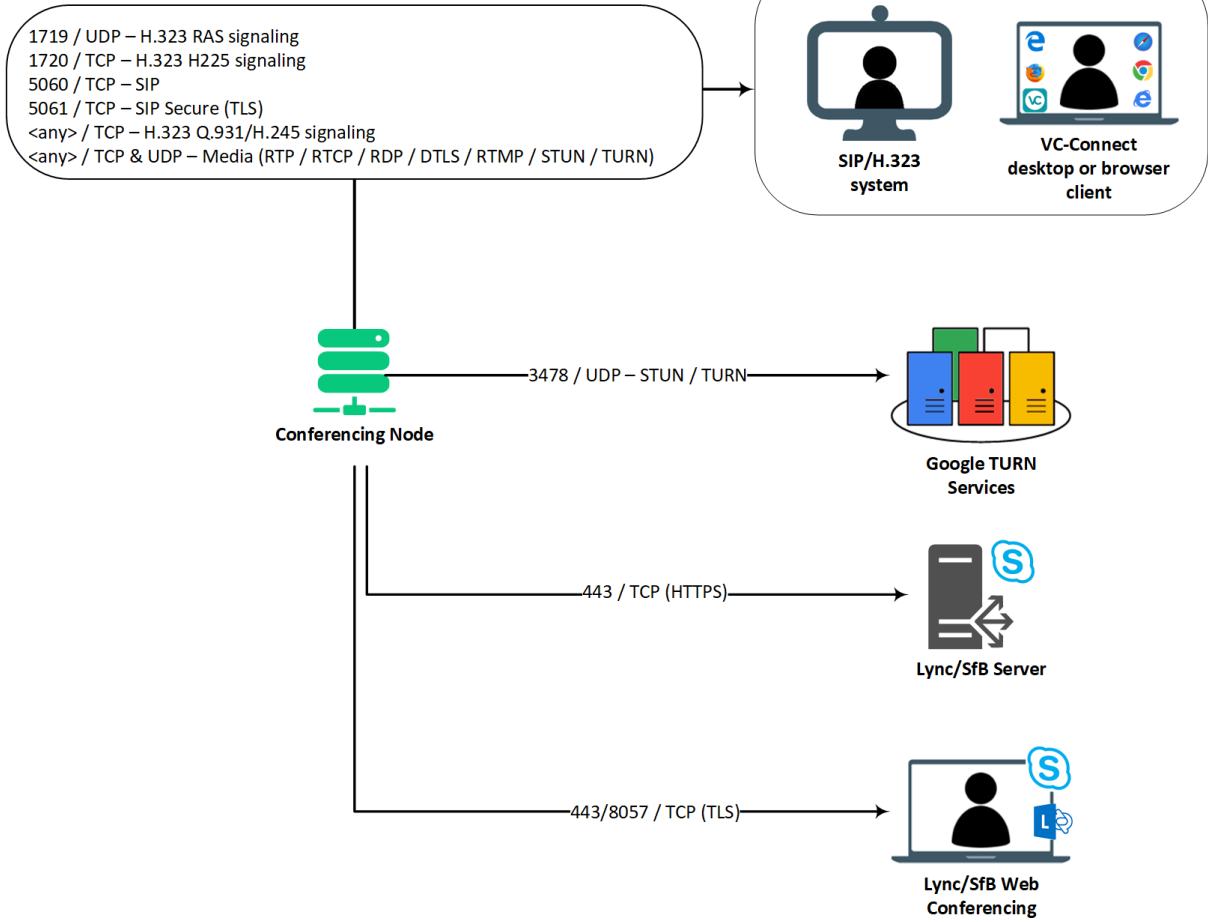 1719 / UDP – H.323 RAS signaling
1720 / TCP – H.323 H225 signaling
5060 / TCP – SIP
5061 / TCP – SIP Secure (TLS)
<any> / TCP – H.323 Q.931/H.245 signaling
<any> / TCP & UDP – Media (RTP / RTCP / RDP / DTLS / RTMP / STUN / TURN)
VC
SIP/H.323
system
VC-Connect
desktop or browser
client
3478 / UDP – STUN / TURN
Conferencing Node
Google TURN
Services
S
443 / TCP (HTTPS)
Lync/SfB Server
S
L
443/8057 / TCP (TLS)
Lync/SfB Web
Conferencing